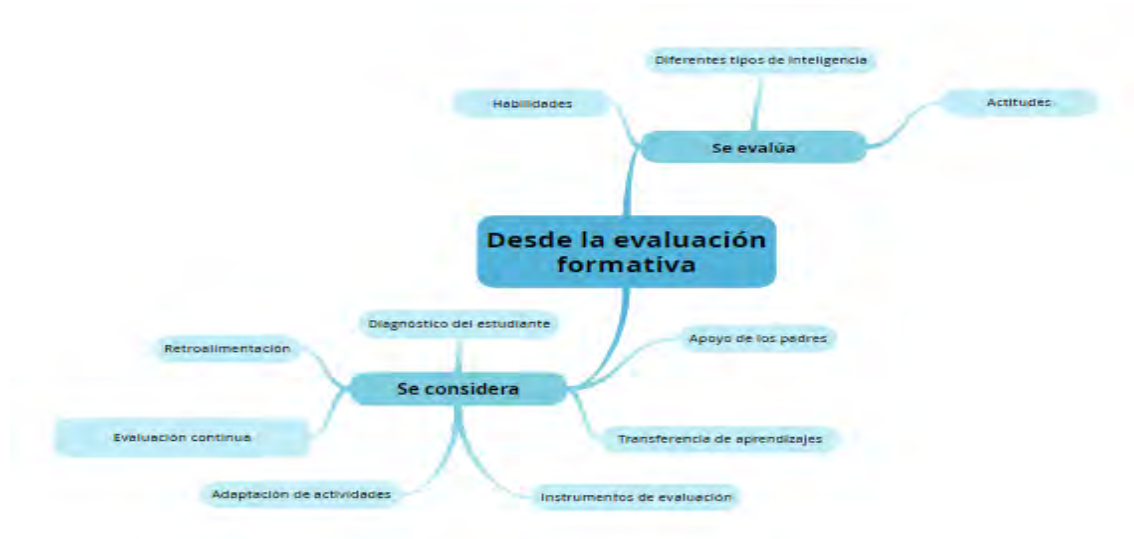 Diferentes tipos de inteligencia
Habilidades
Actitudes
Se evalúa
Desde la evaluación
formativa
Diagnóstico del estudiante
Apoyo de los padres
Retroalimentación
Se considera
Evaluación continua
Transferencia de aprendizajes
Adaptación de actividades
Instrumentos de evaluación